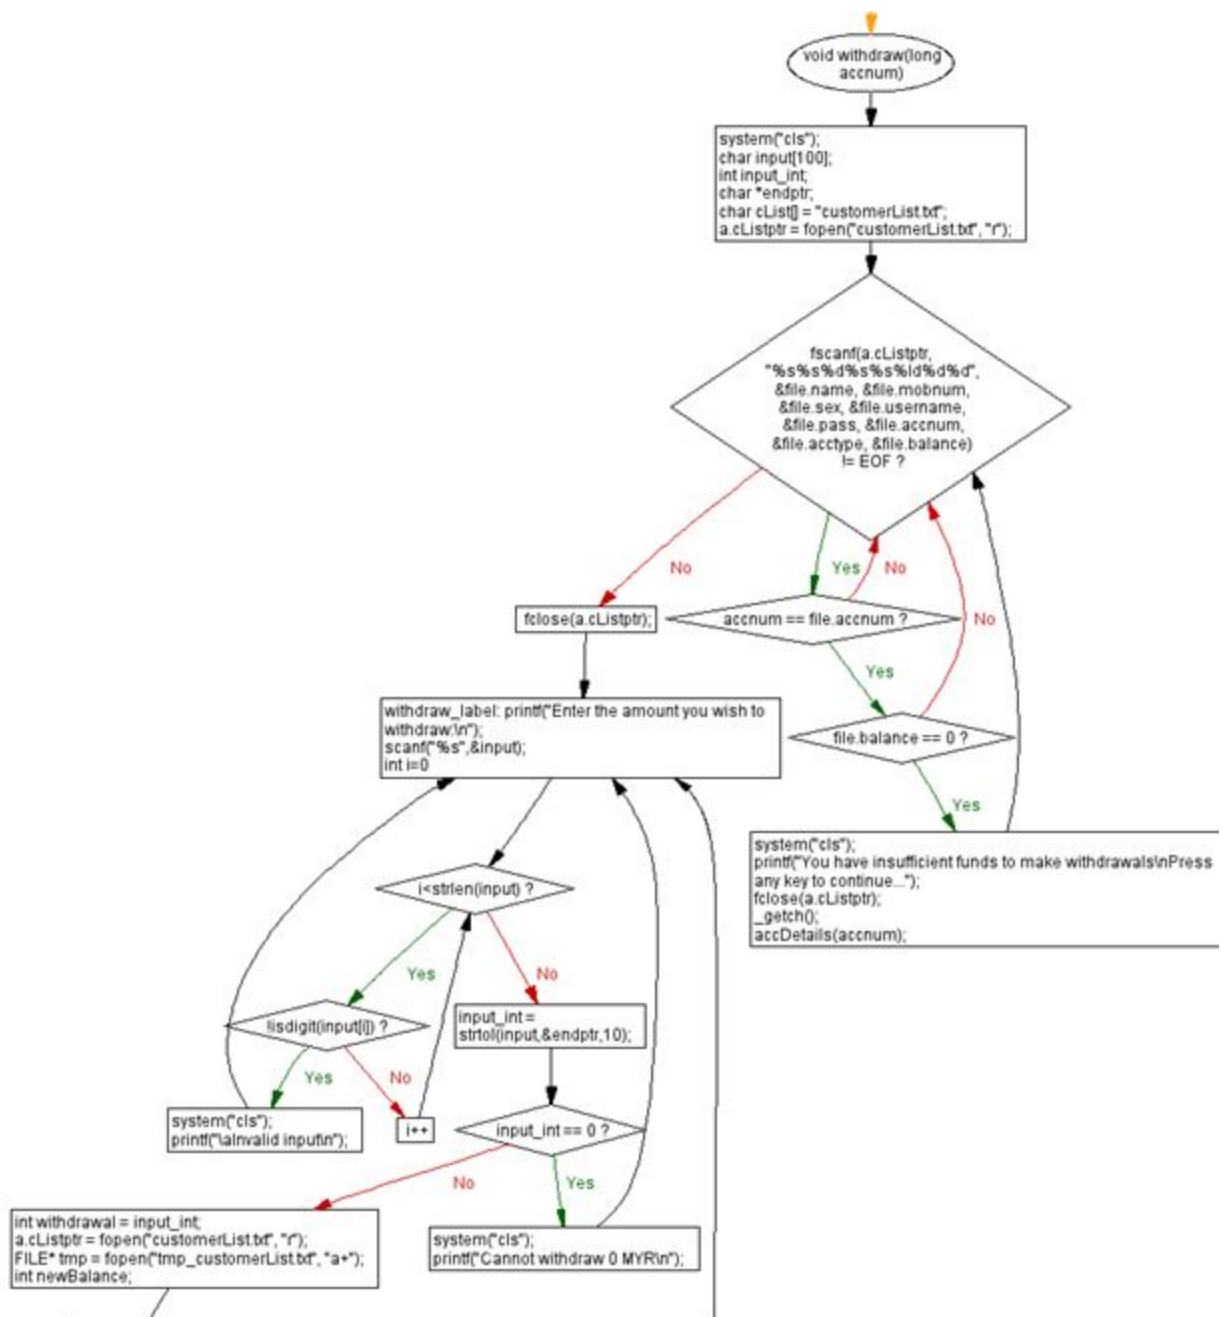 void withdraw(long
accnum)
system("cls");
char input[100];
int input_int;
char *endptr;
char cList[] = "customerList.txt";
a.cListptr = fopen("customerList.txt", "r");
fscanf(a.cListptr,
"%s%s%d%s%s%ld%d%d",
&file.name, &file.mobnum,
&file.sex, &file.username,
&file.pass, &file.accnum,
&file.acctype, &file.balance)
!= EOF ?
No
Yes
No
fclose(a.cListptr);
accnum == file.accnum ?
No
Yes
withdraw_label: printf("Enter the amount you wish to
withdraw:\n");
scanf("%s",&input);
int i=0
file.balance == 0 ?
Yes
system("cls");
printf("You have insufficient funds to make withdrawals\nPress
any key to continue...");
fclose(a.cListptr);
_getch();
accDetails(accnum);
i<strlen(input) ?
Yes
No
!isdigit(input[i]) ?
input_int =
strtol(input,&endptr,10);
Yes
No
system("cls");
printf("\aInvalid input\n");
i++
input_int == 0 ?
No
Yes
int withdrawal = input_int;
a.cListptr = fopen("customerList.txt", "r");
FILE* tmp = fopen("tmp_customerList.txt", "a+");
int newBalance;
system("cls");
printf("Cannot withdraw 0 MYR\n");